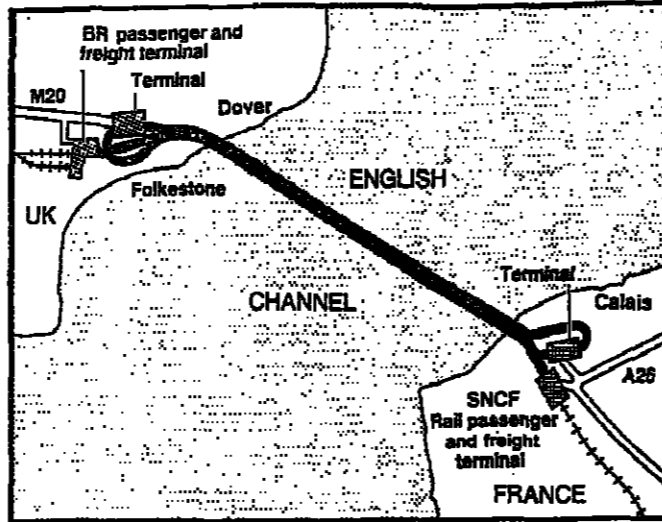 BR passenger and
freight terminal
Terminal
M20
Dover
Folkestone
UK
ENGLISH
CHANNEL
Terminal
Calais
A26
SNCF
Rail passenger
and freight
terminal
FRANCE